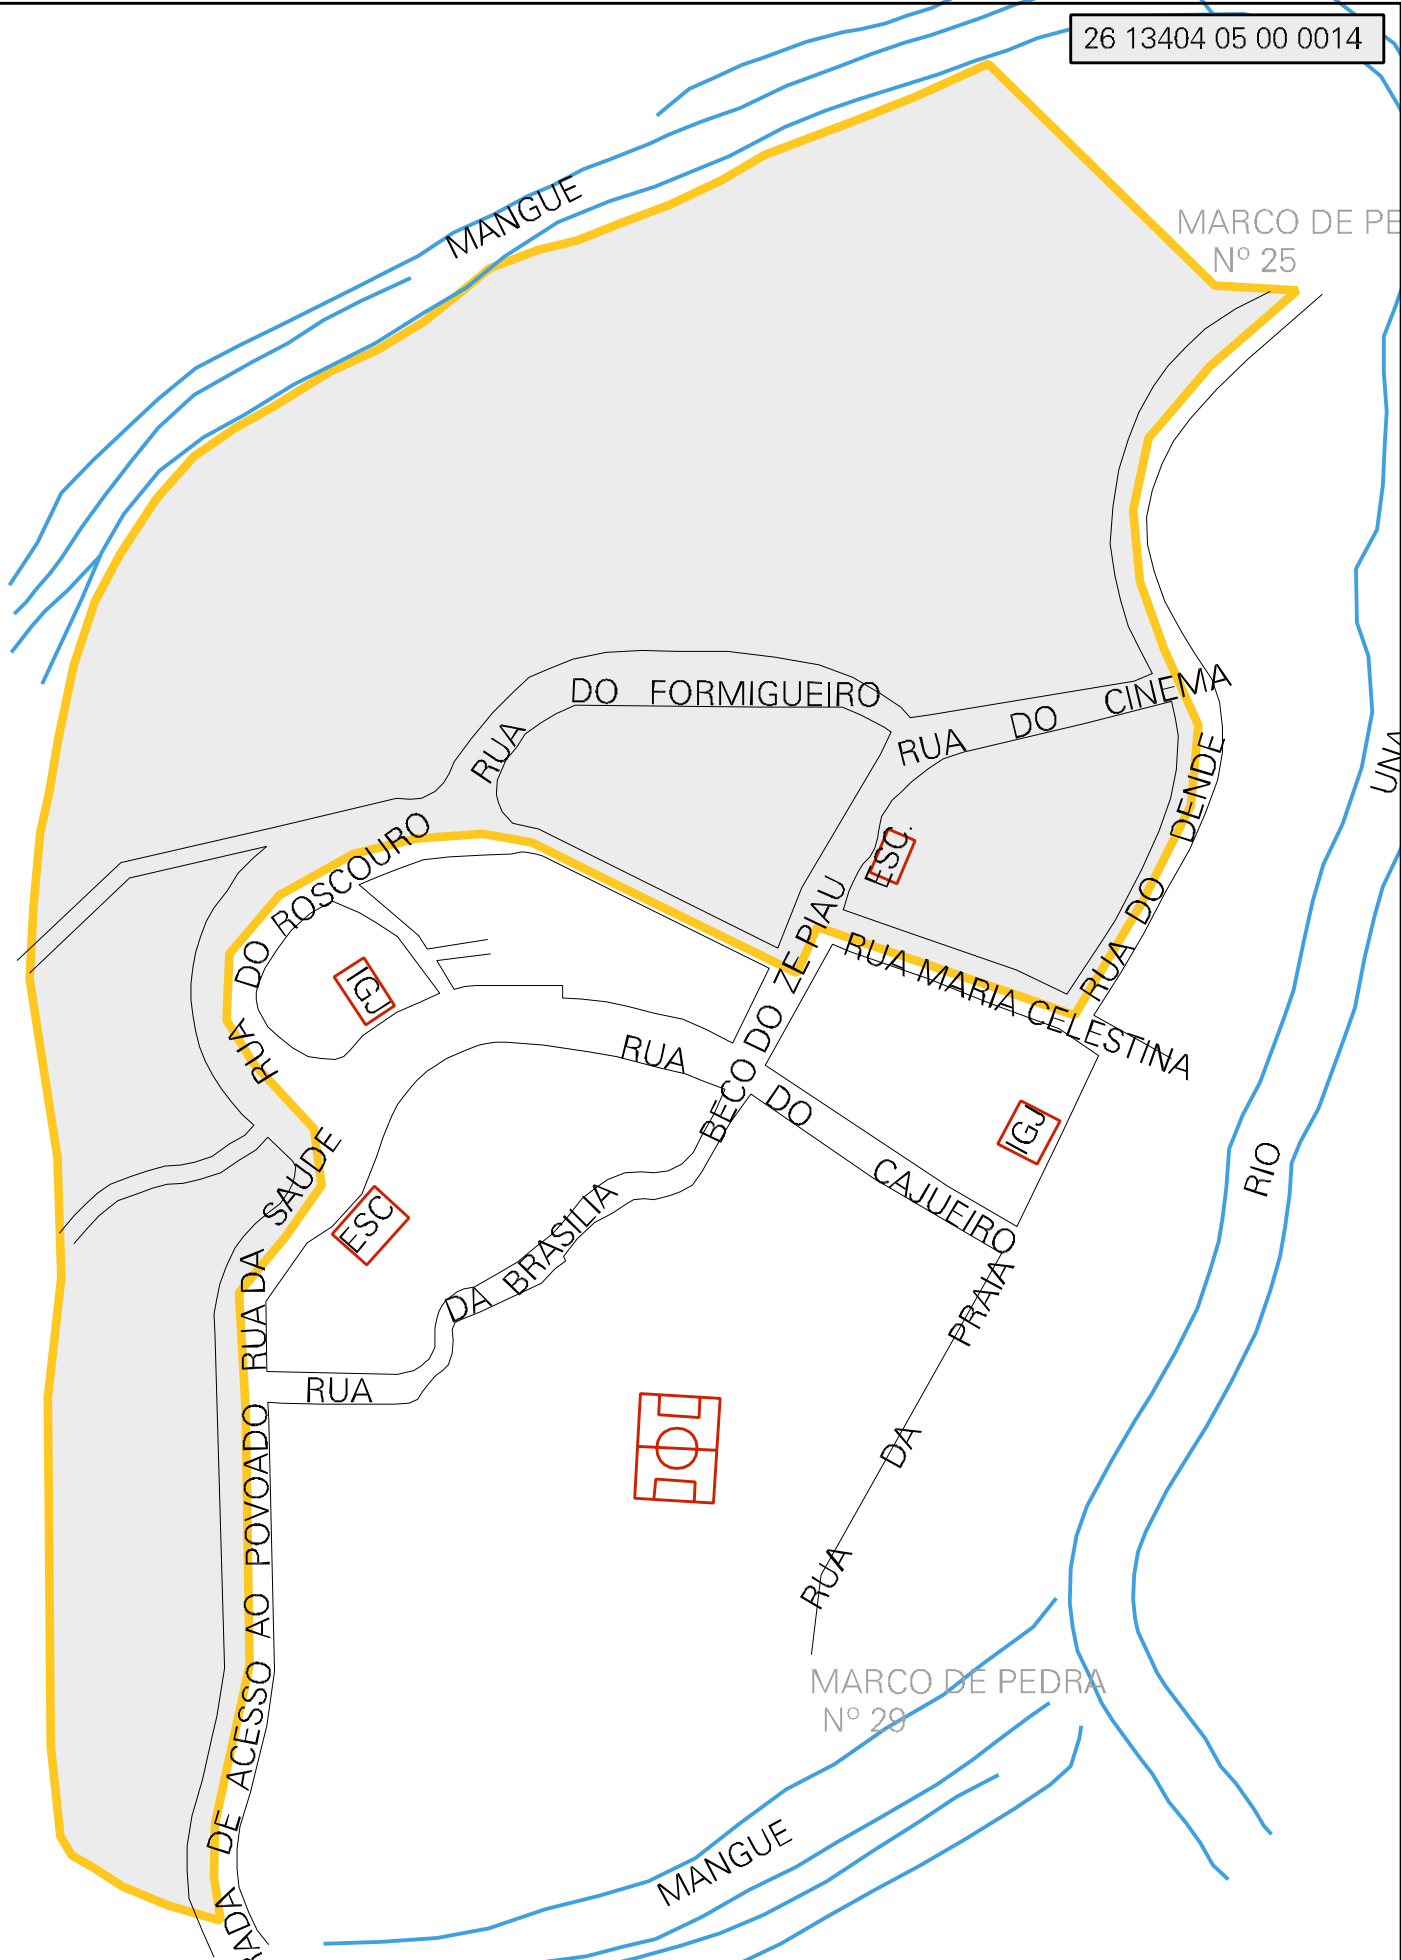 26 13404 05 00 0014
MANGUE
MARCO DE PE
Nº 25
RUA DO FORMIGUEIRO
RUA DO CINEMA
UNA
RUA DO DENDE
ESC.
RUA DO ROSCOURO
IGJ
BECO DO ZE PIAU
RUA MARIA CELESTINA
RUA DO CAJUEIRO
IGJ
RIO
RUA DA SAUDE
ESC
RUA DA BRASILIA
RUA DA PRAIA
RADA DE ACESSO AO POVOADO
MARCO DE PEDRA
Nº 29
MANGUE